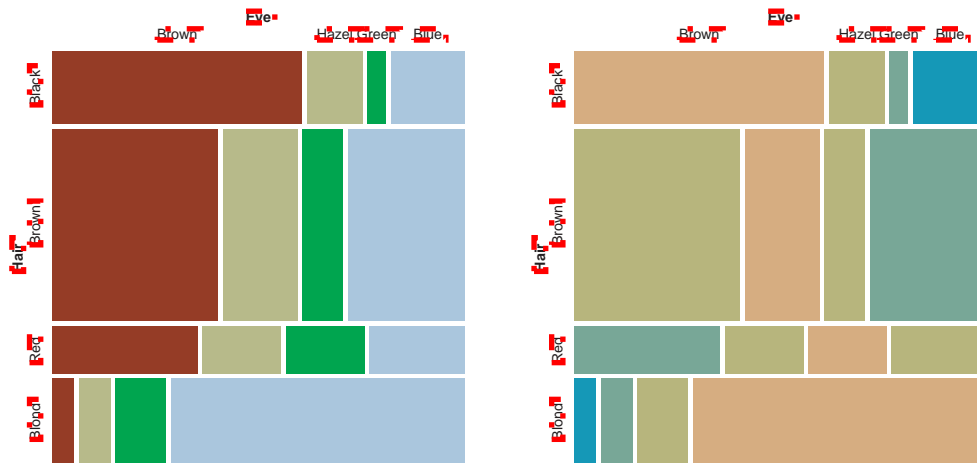 Eye
Brown Hazel Green Blue
Black
Brown
Hair
Red
Blond
Eye
Brown Hazel Green Blue
Black
Brown
Hair
Red
Blond